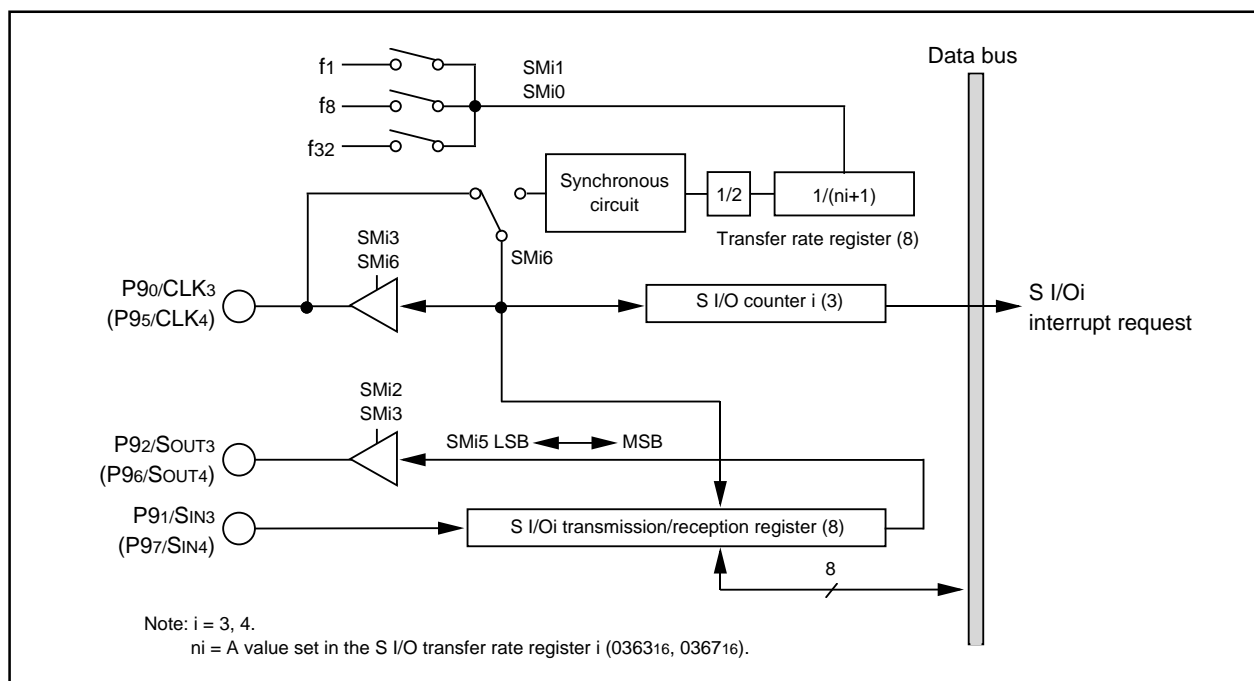 Data bus
f1
SMi1
SMi0
f8
f32
Synchronous
circuit
1/2
1/(ni+1)
Transfer rate register (8)
SMi3
SMi6
SMi6
P90/CLK3
(P95/CLK4)
S I/O counter i (3)
S I/Oi
interrupt request
SMi2
SMi3
SMi5 LSB
MSB
P92/SOUT3
(P96/SOUT4)
P91/SIN3
(P97/SIN4)
S I/Oi transmission/reception register (8)
8
Note: i = 3, 4.
ni = A value set in the S I/O transfer rate register i (036316, 036716).